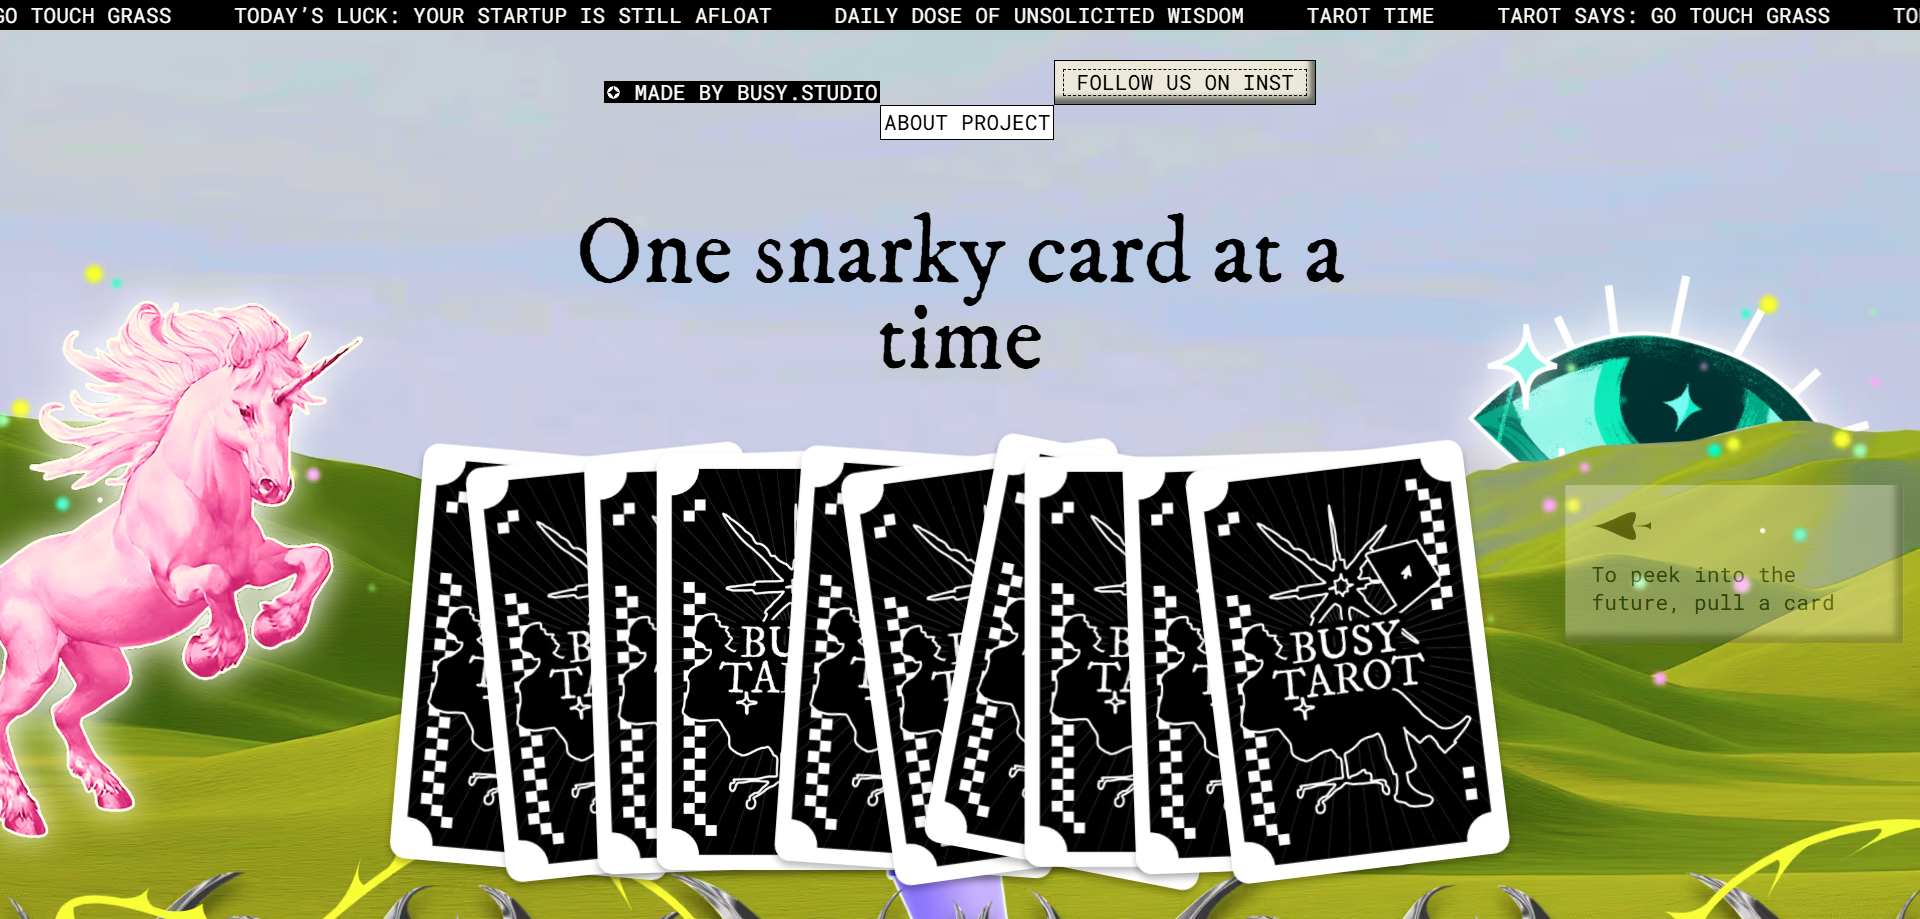 GO TOUCH GRASS TODAY’S LUCK: YOUR STARTUP IS STILL AFLOAT DAILY DOSE OF UNSOLICITED WISDOM TAROT TIME TAROT SAYS: GO TOUCH GRASS
FOLLOW US ON INST
MADE BY BUSY.STUDIO
ABOUT PROJECT
One snarky card at a
time
To peek into the
future, pull a card
BUSY
TAROT